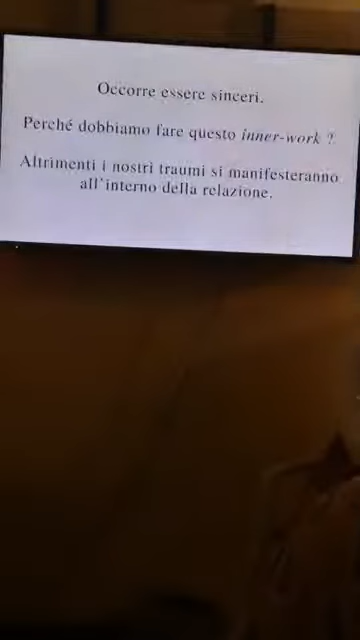 Occorre essere sinceri.
Perché dobbiamo fare questo inner-work ?
Altrimenti i nostri traumi si manifesteranno
all'interno della relazione.